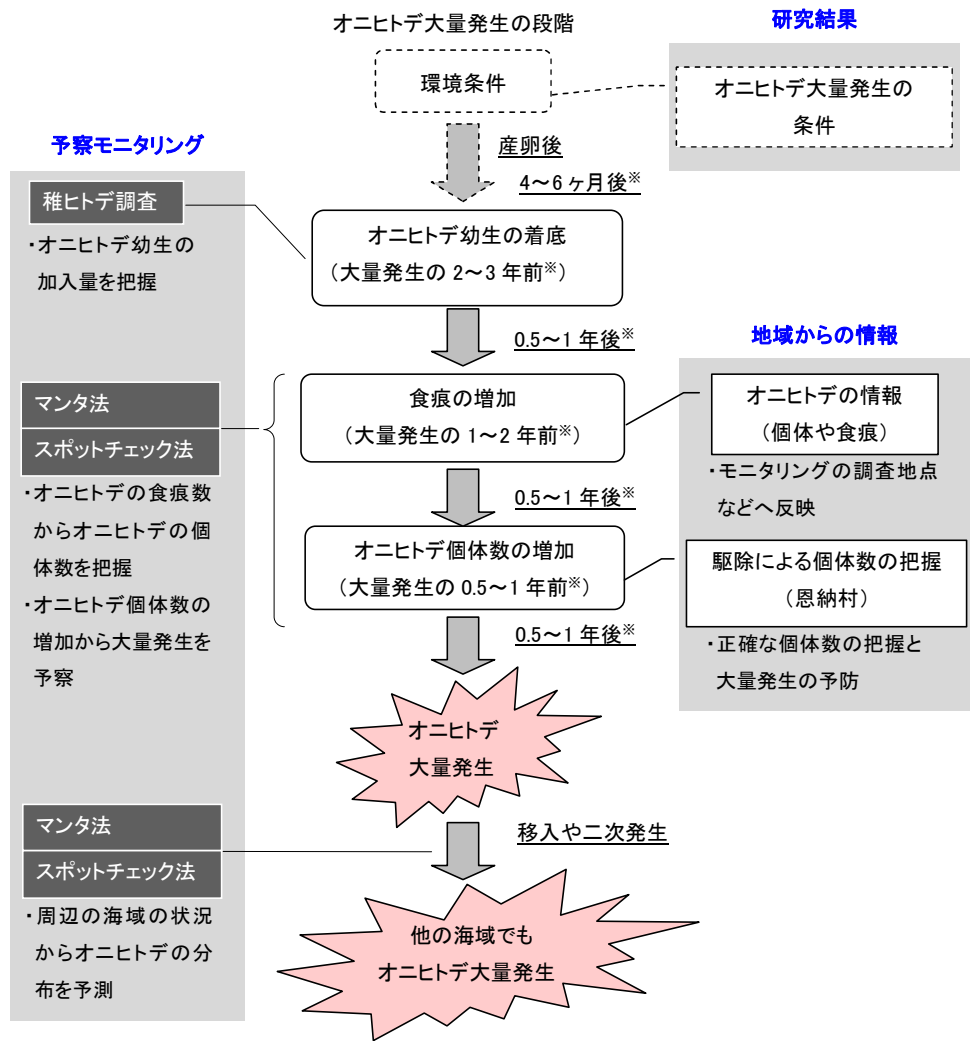 オニヒトデ大量発生の段階
環境条件
産卵後
4～6ヶ月後※
オニヒトデ幼生の着底
（大量発生の2～3年前※）
0.5～1年後※
食痕の増加
（大量発生の1～2年前※）
0.5～1年後※
オニヒトデ個体数の増加
（大量発生の0.5～1年前※）
0.5～1年後※
オニヒトデ
大量発生
移入や二次発生
他の海域でも
オニヒトデ大量発生
予察モニタリング
稚ヒトデ調査
・オニヒトデ幼生の
加入量を把握
マンタ法
スポットチェック法
・オニヒトデの食痕数
からオニヒトデの個
体数を把握
・オニヒトデ個体数の
増加から大量発生を
予察
マンタ法
スポットチェック法
・周辺の海域の状況
からオニヒトデの分
布を予測
研究結果
オニヒトデ大量発生の
条件
地域からの情報
オニヒトデの情報
（個体や食痕）
・モニタリングの調査地点
などへ反映
駆除による個体数の把握
（恩納村）
・正確な個体数の把握と
大量発生の予防